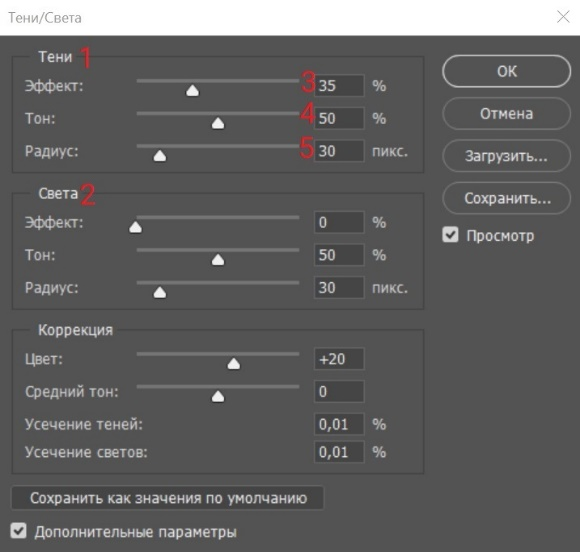 Тени/Света
Тени 1
Эффект: 3 35 %
Тон: 4 50 %
Радиус: 5 30 пикс.
Света 2
Эффект: 0 %
Тон: 50 %
Радиус: 30 пикс.
Коррекция
Цвет: +20
Средний тон: 0
Усечение теней: 0,01 %
Усечение светов: 0,01 %
Сохранить как значения по умолчанию
Дополнительные параметры
OK
Отмена
Загрузить...
Сохранить...
Просмотр